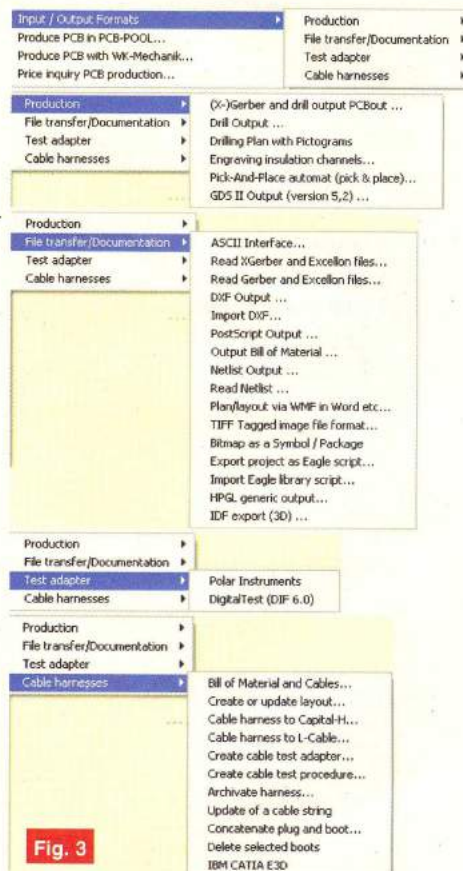 Input / Output Formats
Produce PCB in PCB-POOL...
Produce PCB with WK-Mechanik...
Price inquiry PCB production...
Production
File transfer/Documentation
Test adapter
Cable harnesses
Production
File transfer/Documentation
Test adapter
Cable harnesses
(X-)Gerber and drill output PCBout ...
Drill Output ...
Drilling Plan with Pictograms
Engraving insulation channels...
Pick-And-Place automat (pick & place)...
GDS II Output (version 5,2) ...
Production
File transfer/Documentation
Test adapter
Cable harnesses
ASCII Interface...
Read XGerber and Excellon files...
Read Gerber and Excellon files...
DXF Output ...
Import DXF...
PostScript Output ...
Output Bill of Material ...
Netlist Output ...
Read Netlist ...
Plan/layout via WMF in Word etc...
TIFF Tagged image file format...
Bitmap as a Symbol / Package
Export project as Eagle script...
Import Eagle library script...
HPGL generic output...
IDF export (3D) ...
Production
File transfer/Documentation
Test adapter
Cable harnesses
Polar Instruments
DigitalTest (DIF 6.0)
Production
File transfer/Documentation
Test adapter
Cable harnesses
Bill of Material and Cables...
Create or update layout...
Cable harness to Capital-H...
Cable harness to L-Cable...
Create cable test adapter...
Create cable test procedure...
Archivate harness...
Update of a cable string
Concatenate plug and boot...
Delete selected boots
IBM CATIA E3D
Fig. 3